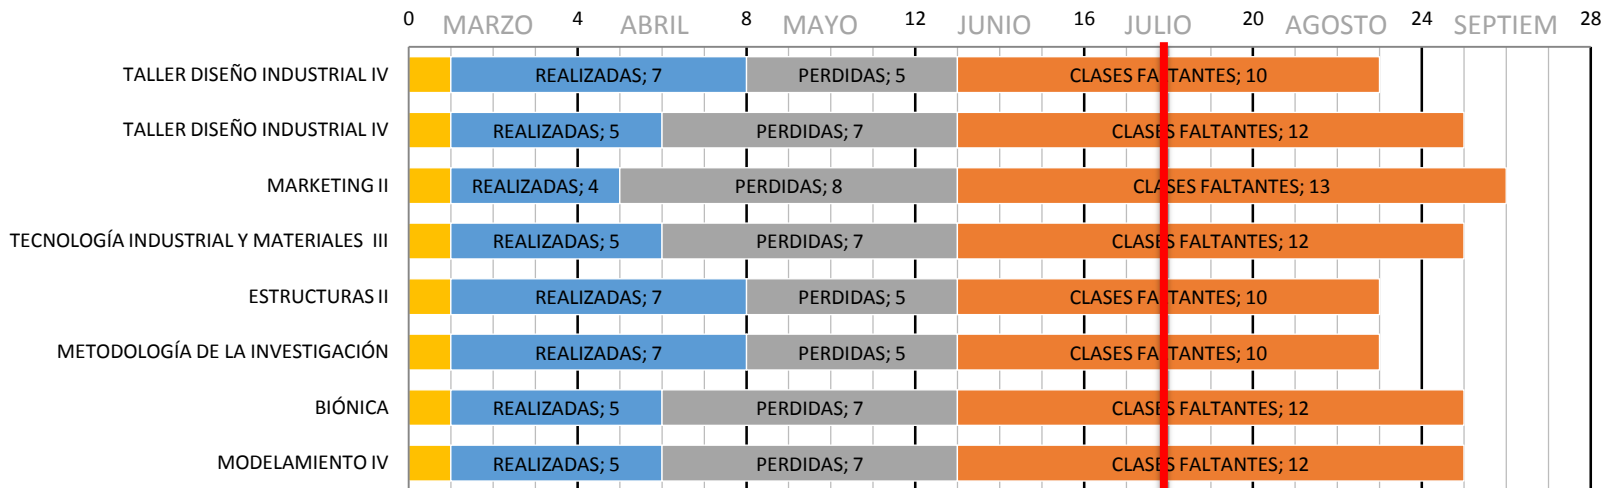 0 MARZO 4 ABRIL 8 MAYO 12 JUNIO 16 JULIO 20 AGOSTO 24 SEPTIEM 28
TALLER DISEÑO INDUSTRIAL IV REALIZADAS; 7 PERDIDAS; 5 CLASES FALTANTES; 10
TALLER DISEÑO INDUSTRIAL IV REALIZADAS; 5 PERDIDAS; 7 CLASES FALTANTES; 12
MARKETING II REALIZADAS; 4 PERDIDAS; 8 CLASES FALTANTES; 13
TECNOLOGÍA INDUSTRIAL Y MATERIALES III REALIZADAS; 5 PERDIDAS; 7 CLASES FALTANTES; 12
ESTRUCTURAS II REALIZADAS; 7 PERDIDAS; 5 CLASES FALTANTES; 10
METODOLOGÍA DE LA INVESTIGACIÓN REALIZADAS; 7 PERDIDAS; 5 CLASES FALTANTES; 10
BIÓNICA REALIZADAS; 5 PERDIDAS; 7 CLASES FALTANTES; 12
MODELAMIENTO IV REALIZADAS; 5 PERDIDAS; 7 CLASES FALTANTES; 12